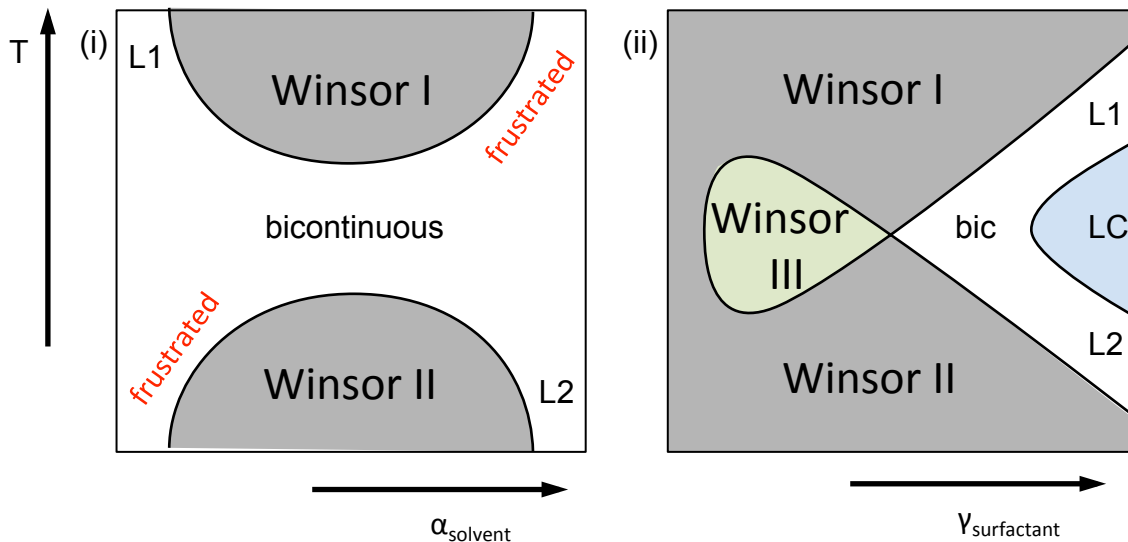 T
(i)
L1
Winsor I
frustrated
bicontinuous
frustrated
Winsor II
L2
αsolvent
(ii)
Winsor I
L1
Winsor
III
bic
LC
L2
Winsor II
γsurfactant